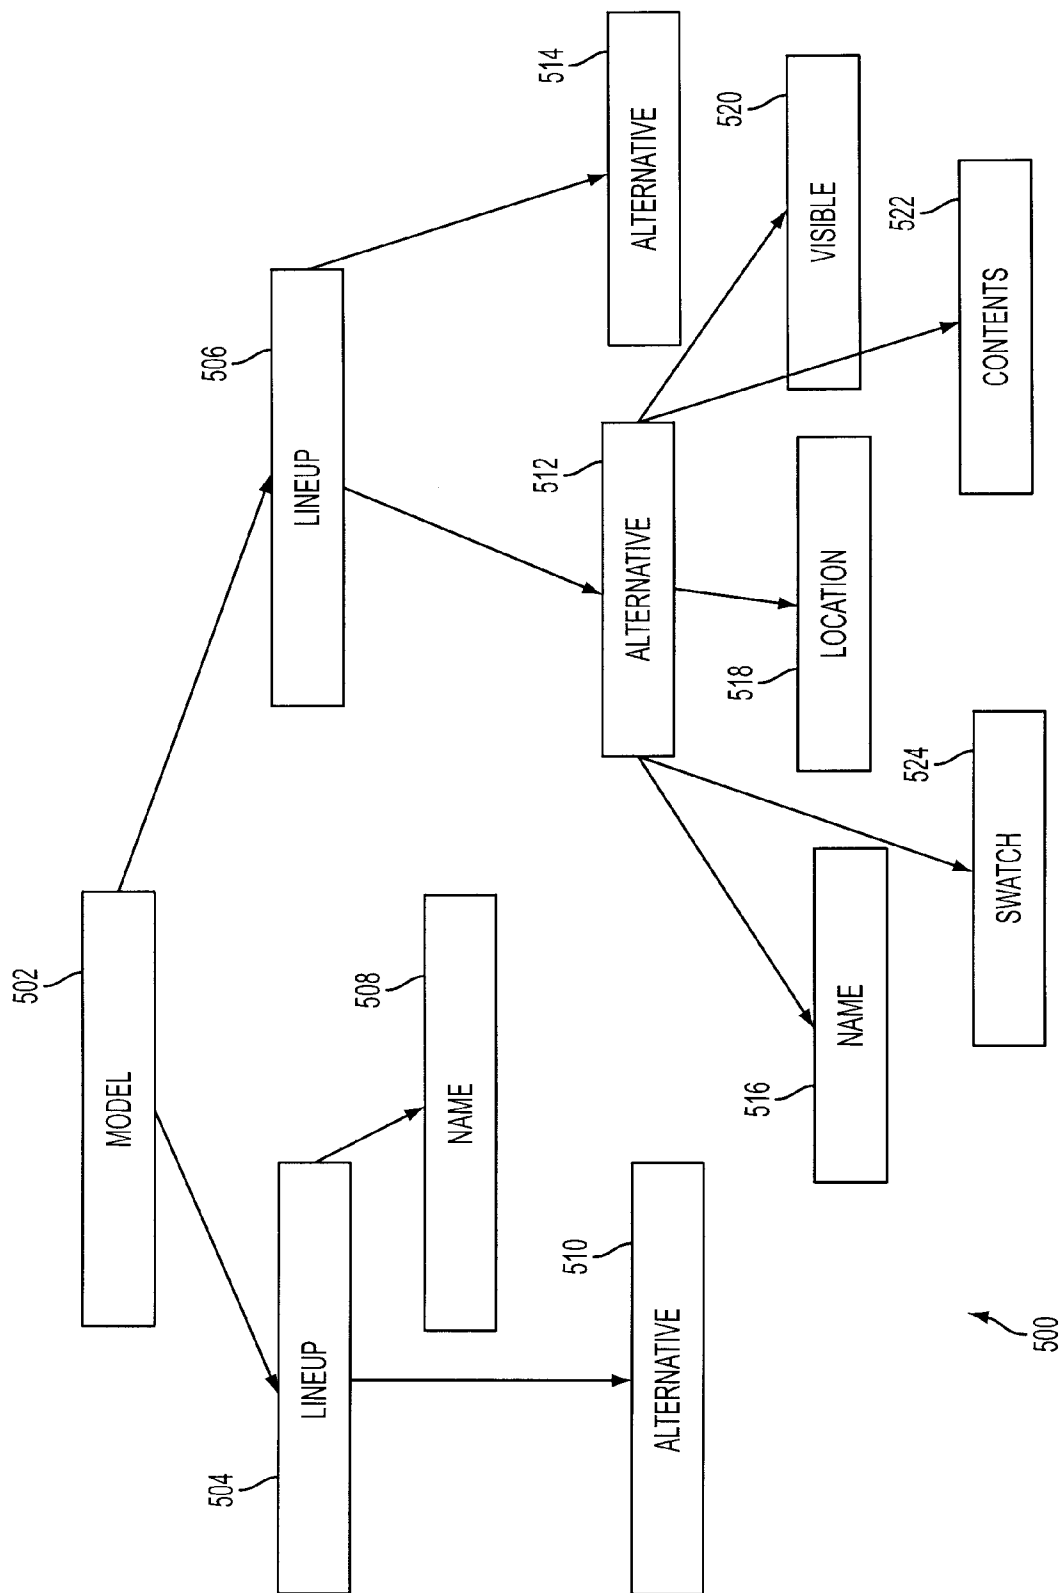 502
MODEL
504
LINEUP
506
LINEUP
508
NAME
510
ALTERNATIVE
512
ALTERNATIVE
514
ALTERNATIVE
516
NAME
518
LOCATION
520
VISIBLE
524
SWATCH
522
CONTENTS
500